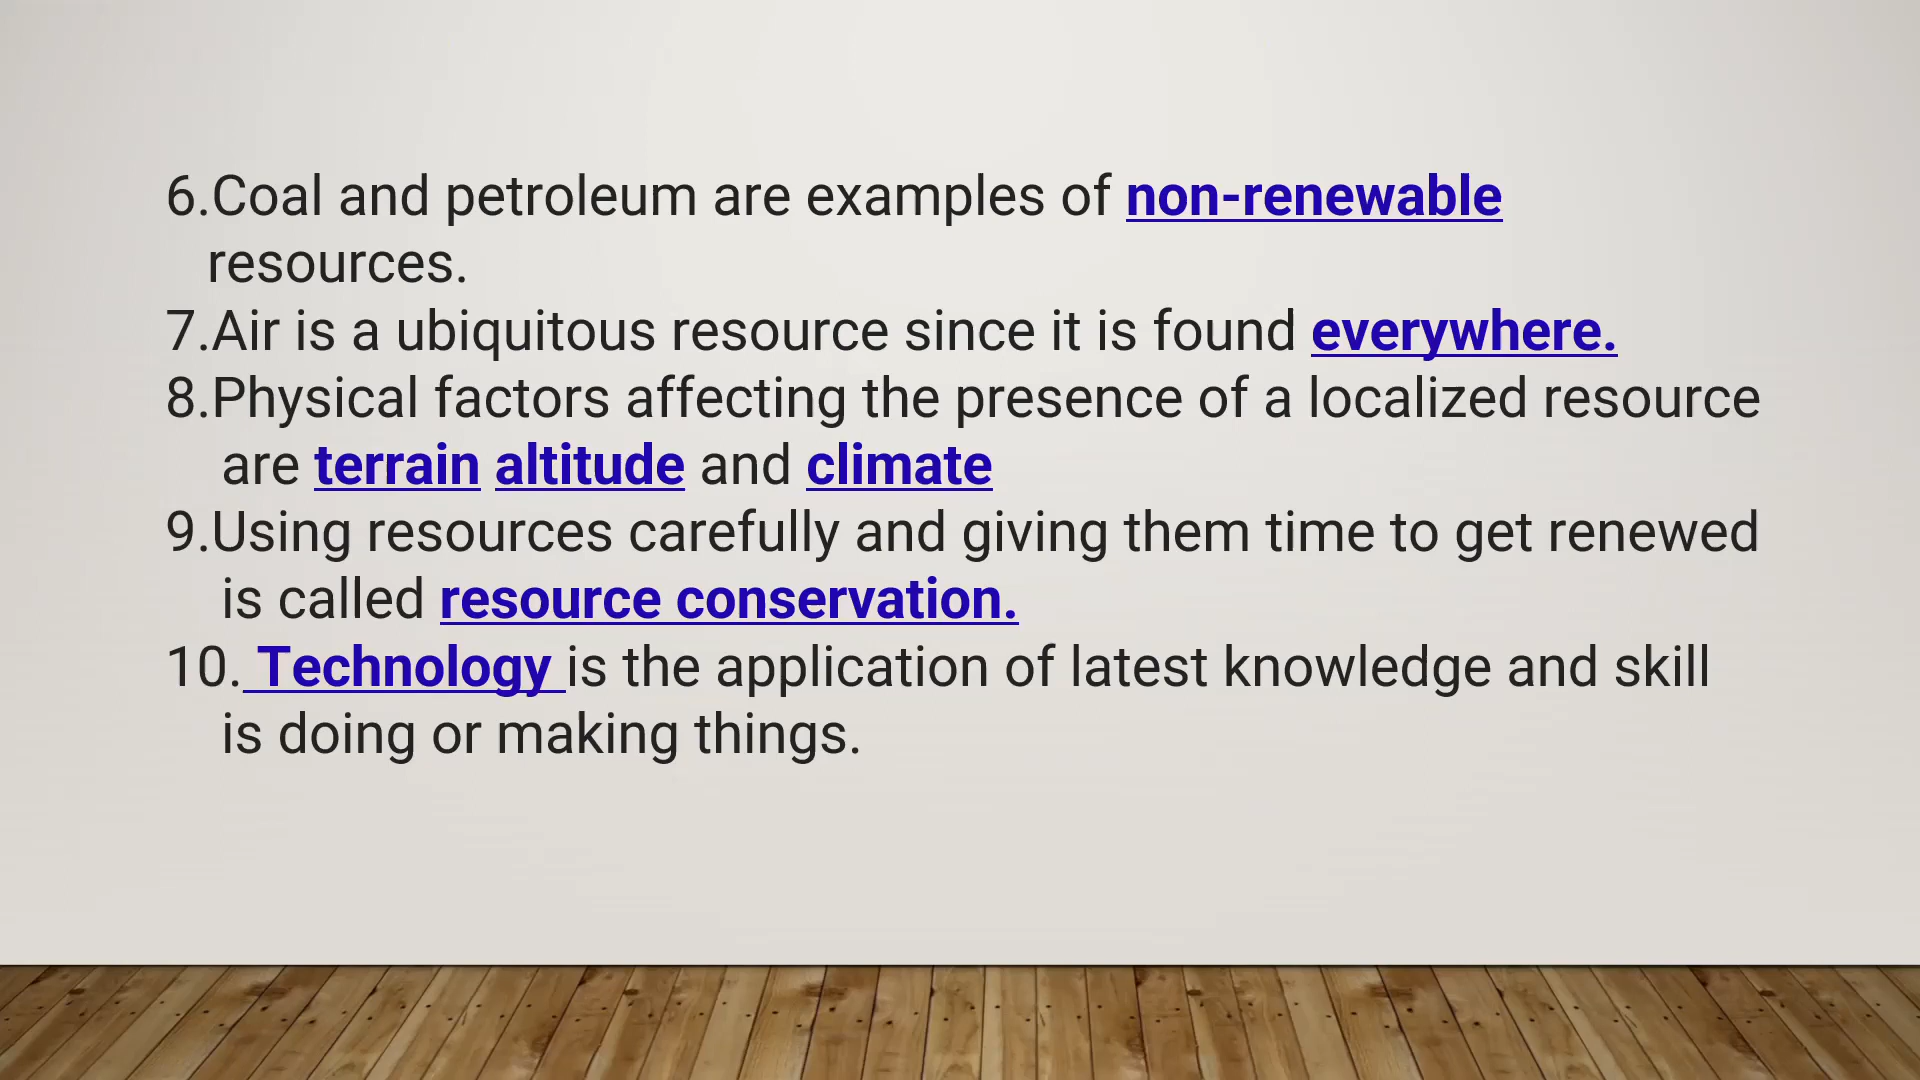 6.Coal and petroleum are examples of non-renewable
resources.
7.Air is a ubiquitous resource since it is found everywhere.
8.Physical factors affecting the presence of a localized resource
are terrain altitude and climate
9.Using resources carefully and giving them time to get renewed
is called resource conservation.
10. Technology is the application of latest knowledge and skill
is doing or making things.